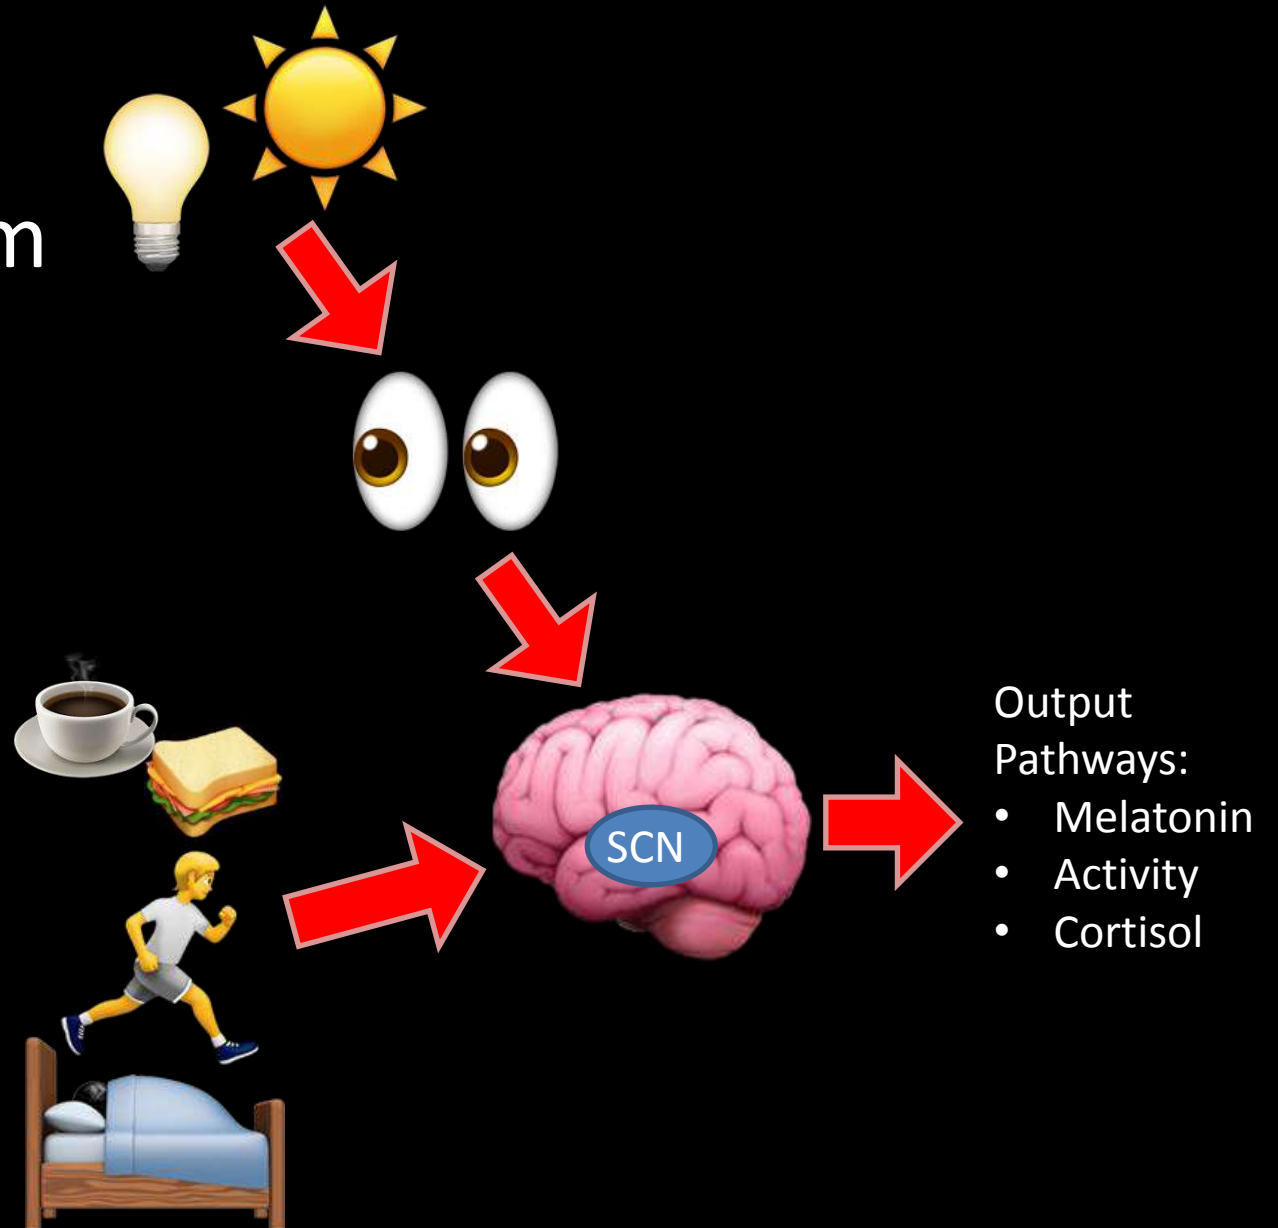 m
SCN
Output
Pathways:
• Melatonin
• Activity
• Cortisol